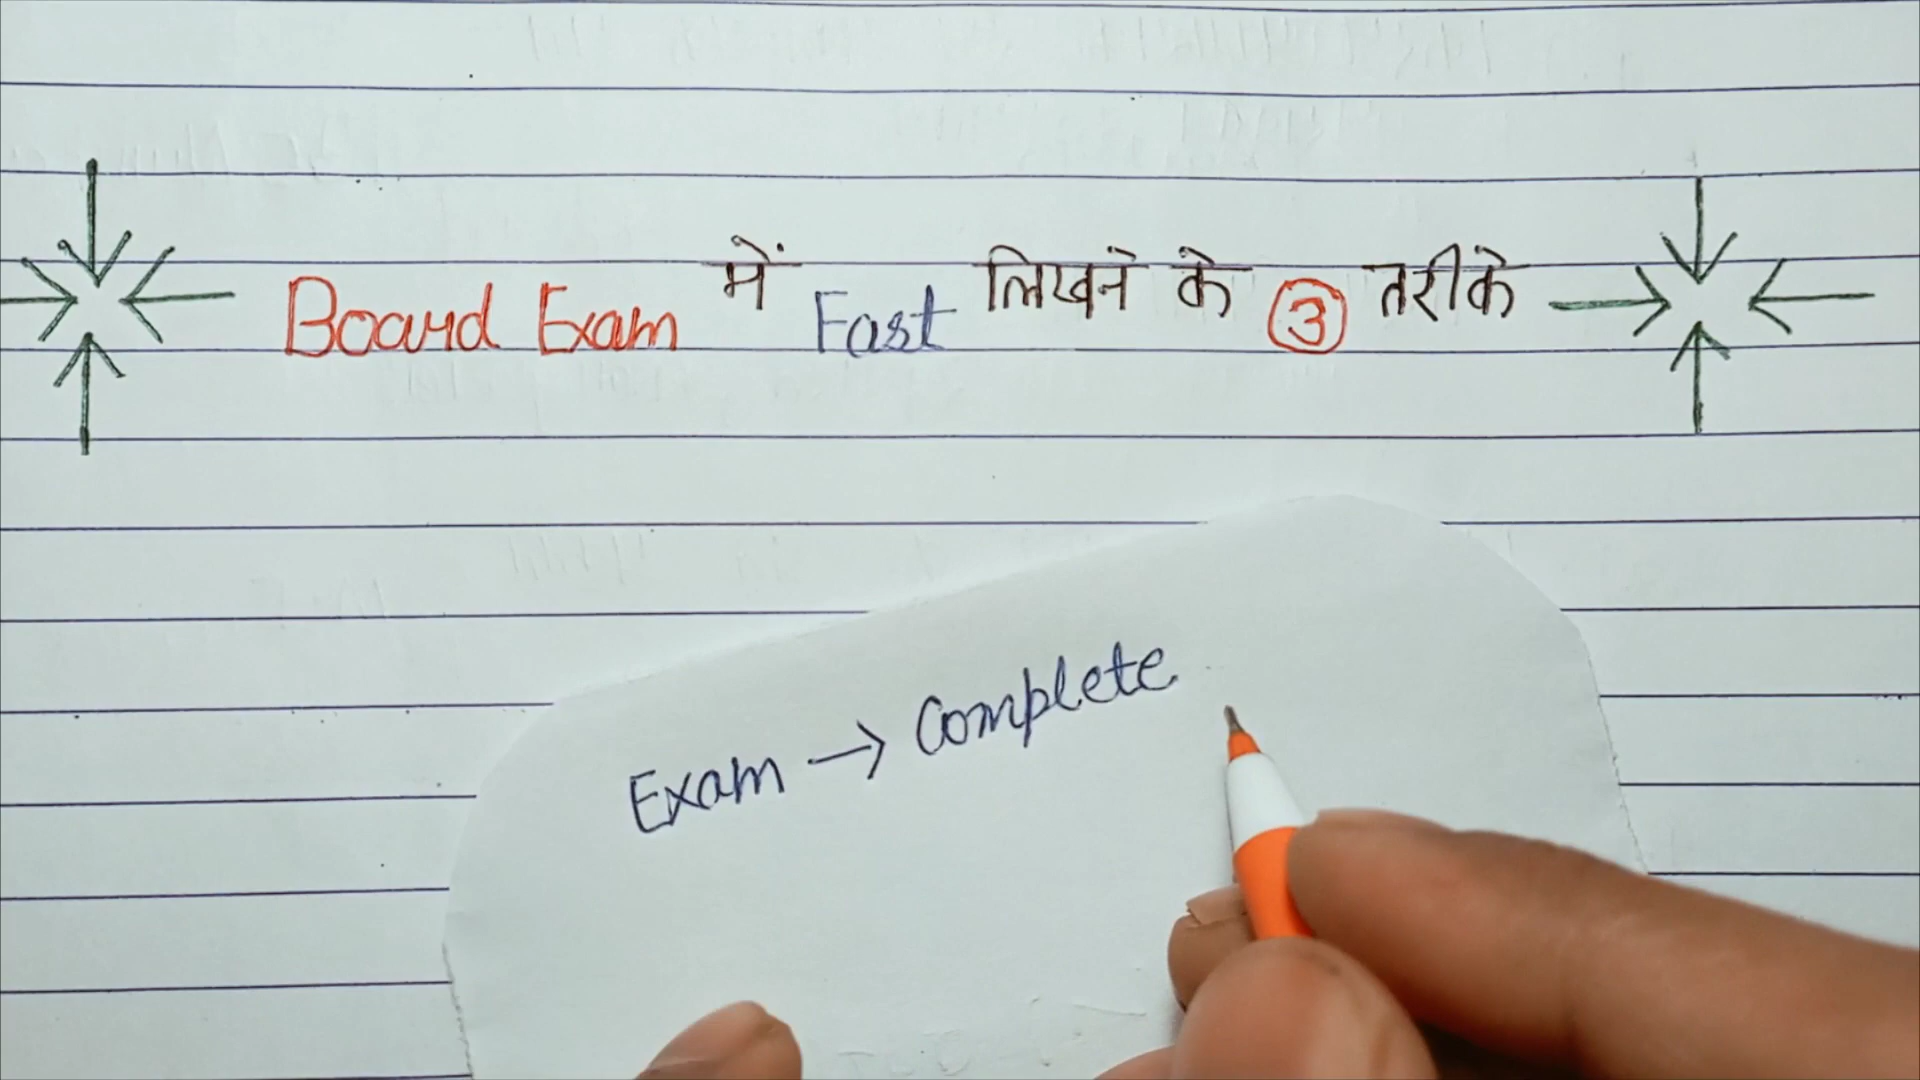 Board Exam में Fast लिखने के 3 तरीके
Exam → Complete